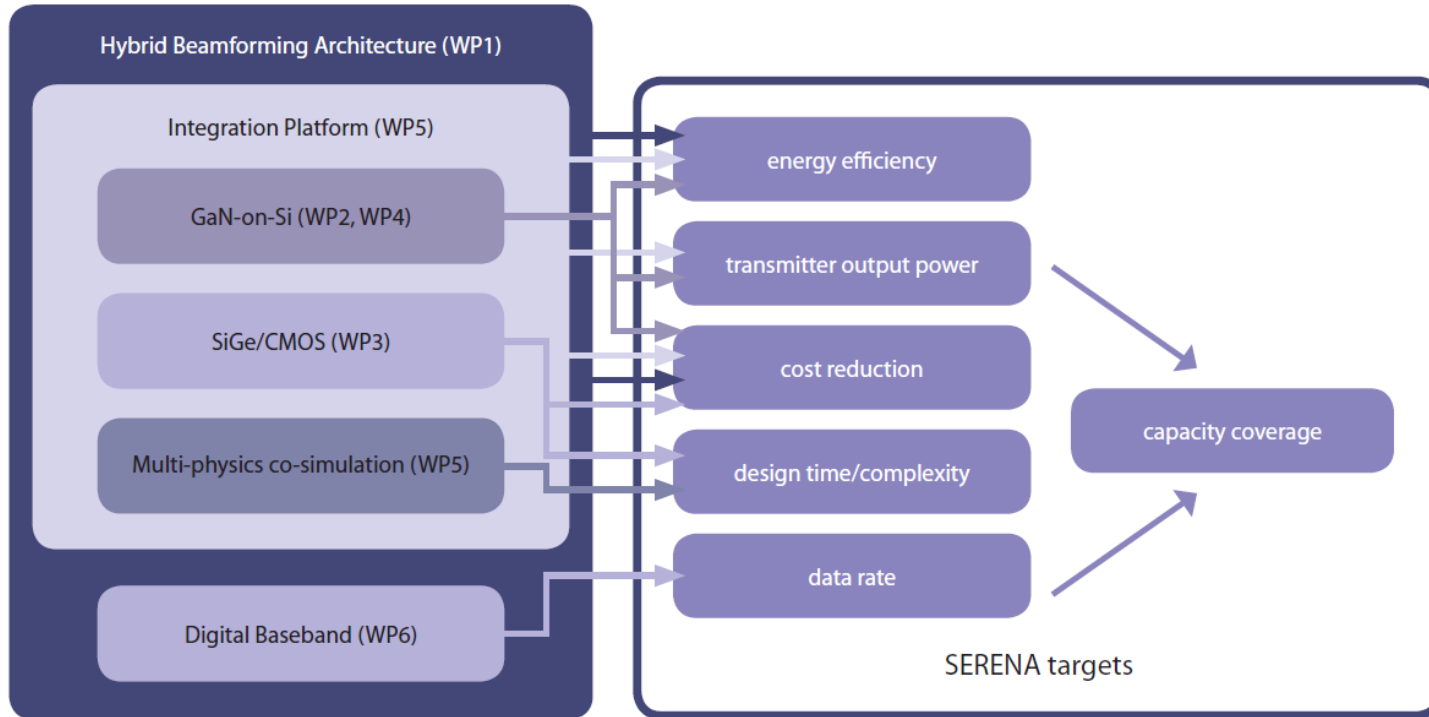 Hybrid Beamforming Architecture (WP1)
Integration Platform (WP5)
GaN-on-Si (WP2, WP4)
SiGe/CMOS (WP3)
Multi-physics co-simulation (WP5)
Digital Baseband (WP6)
energy efficiency
transmitter output power
cost reduction
design time/complexity
data rate
capacity coverage
SERENA targets